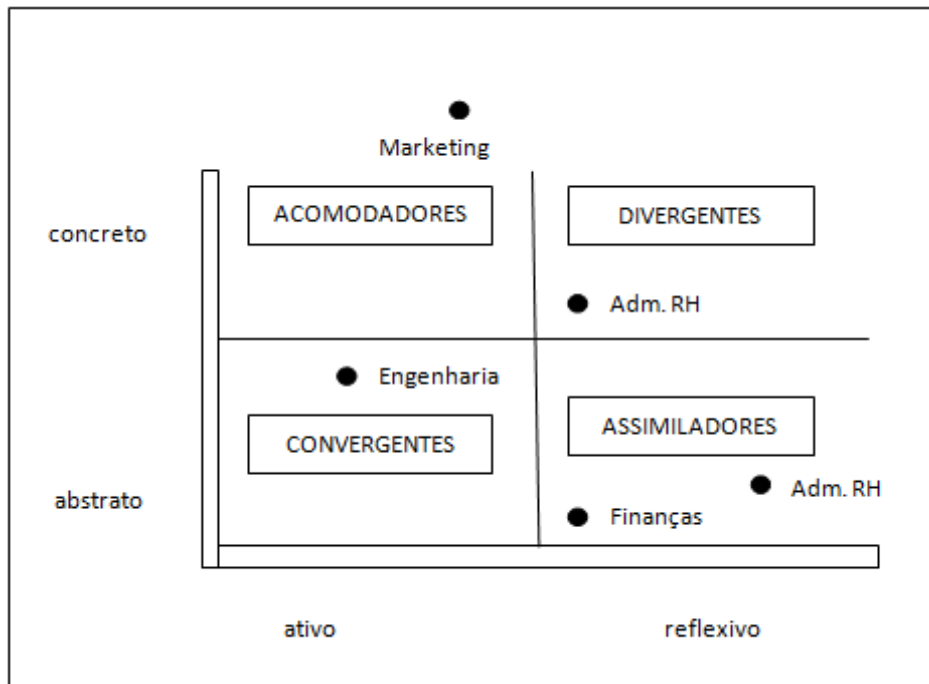 Marketing
ACOMODADORES
DIVERGENTES
concreto
Adm. RH
Engenharia
ASSIMILADORES
CONVERGENTES
abstrato
Adm. RH
Finanças
ativo
reflexivo